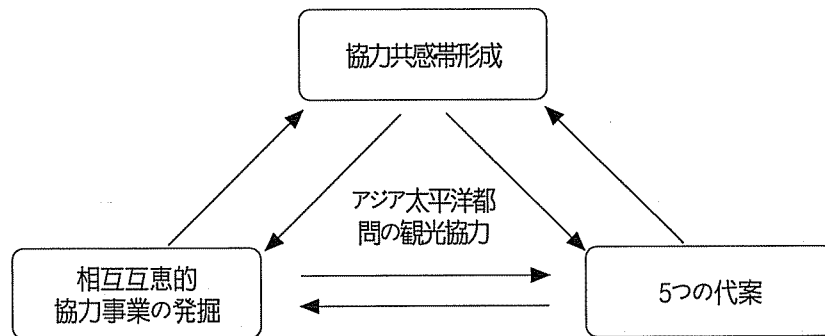 協力共感帯形成
アジア太平洋都
問の観光協力
相互互恵的
協力事業の発掘
5つの代案